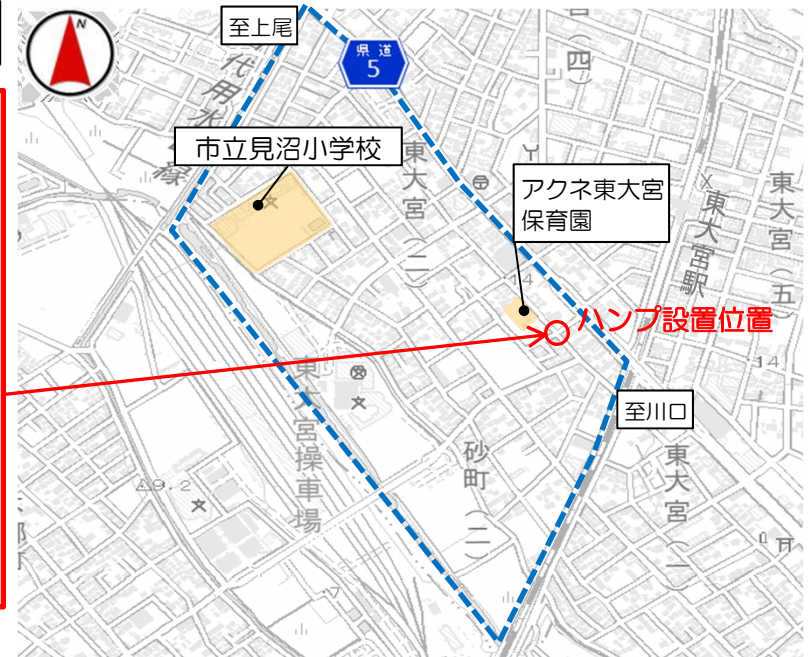 N
至上尾
県道
5
代用水
縁
市立見沼小学校
東大宮(二)
(四)
アクネ東大宮
保育園
東大宮駅
東大宮(五)
ハンプ設置位置
14
至川口
東大宮操車場
砂町(二)
東大宮(一)
9.2